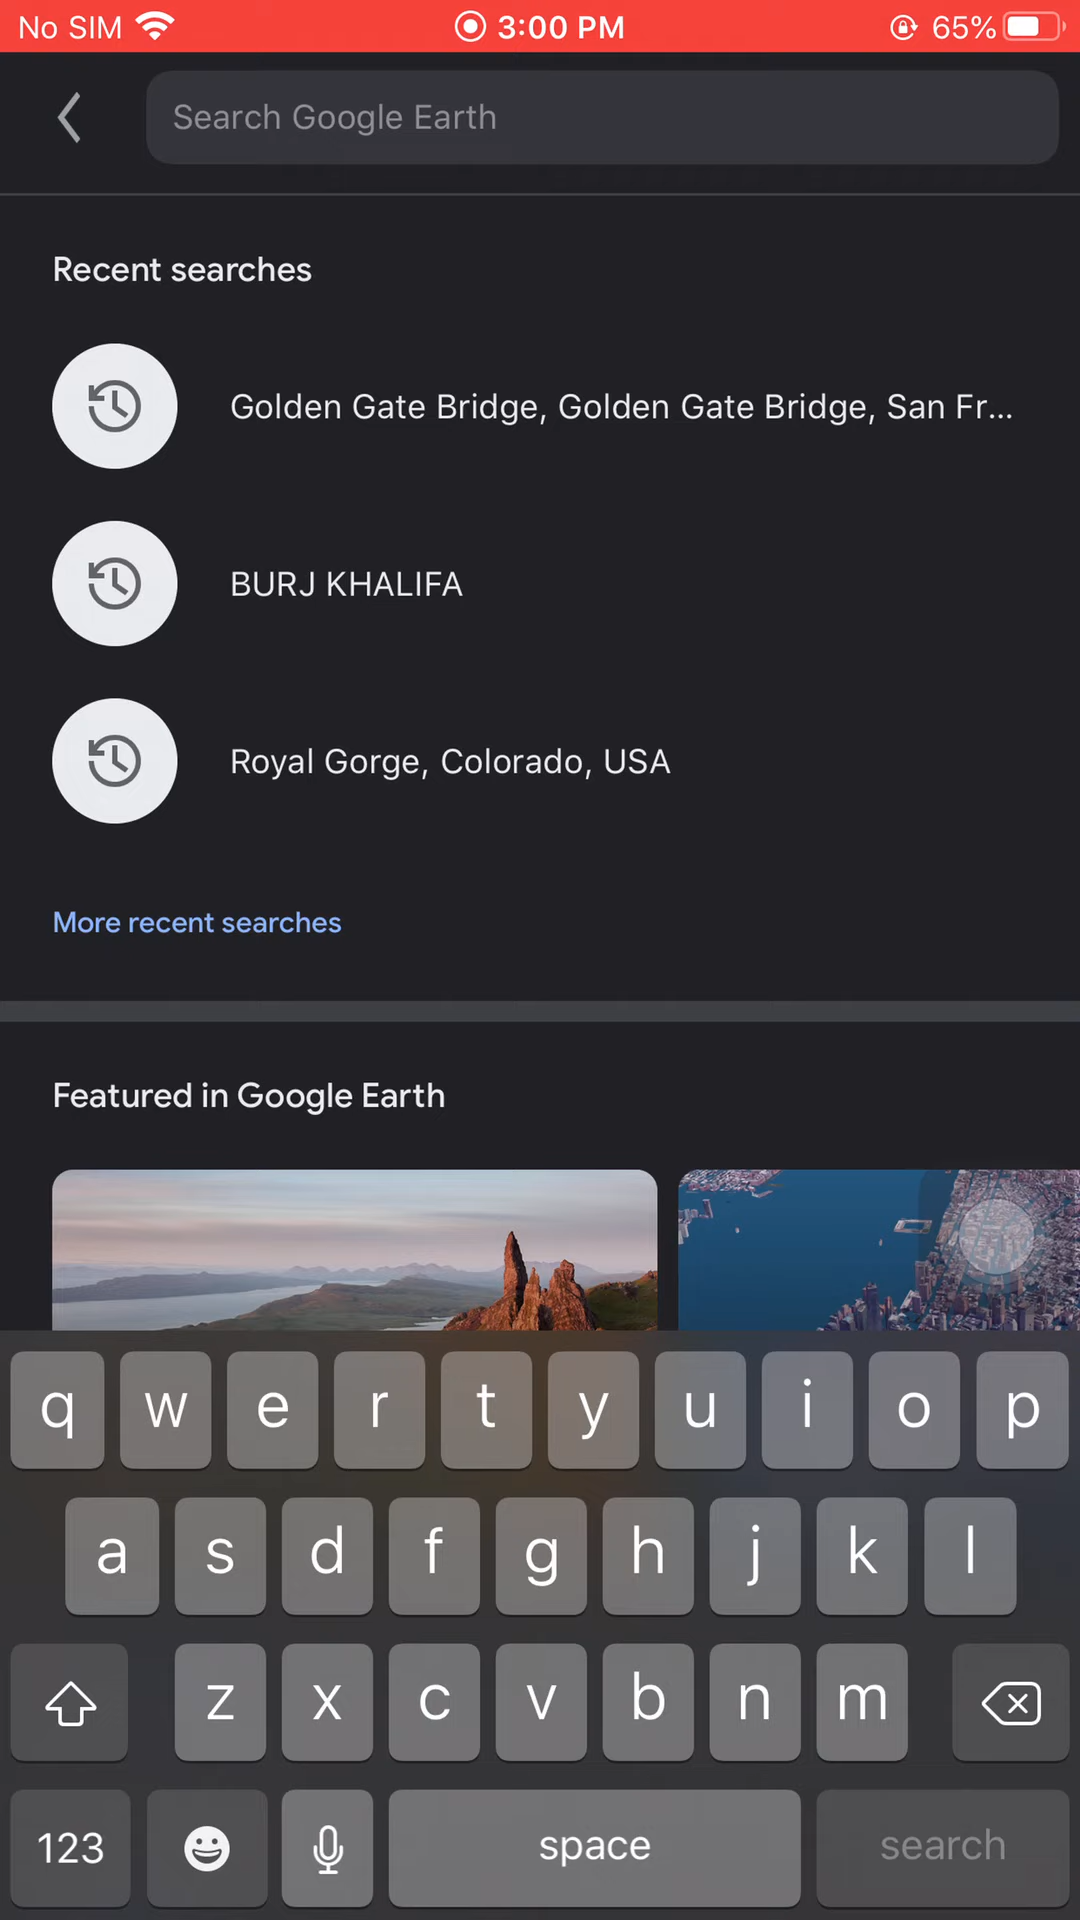 No SIM 3:00 PM 65%
Search Google Earth
Recent searches
Golden Gate Bridge, Golden Gate Bridge, San Fr...
BURJ KHALIFA
Royal Gorge, Colorado, USA
More recent searches
Featured in Google Earth
q w e r t y u i o p
a s d f g h j k l
z x c v b n m
123 space search